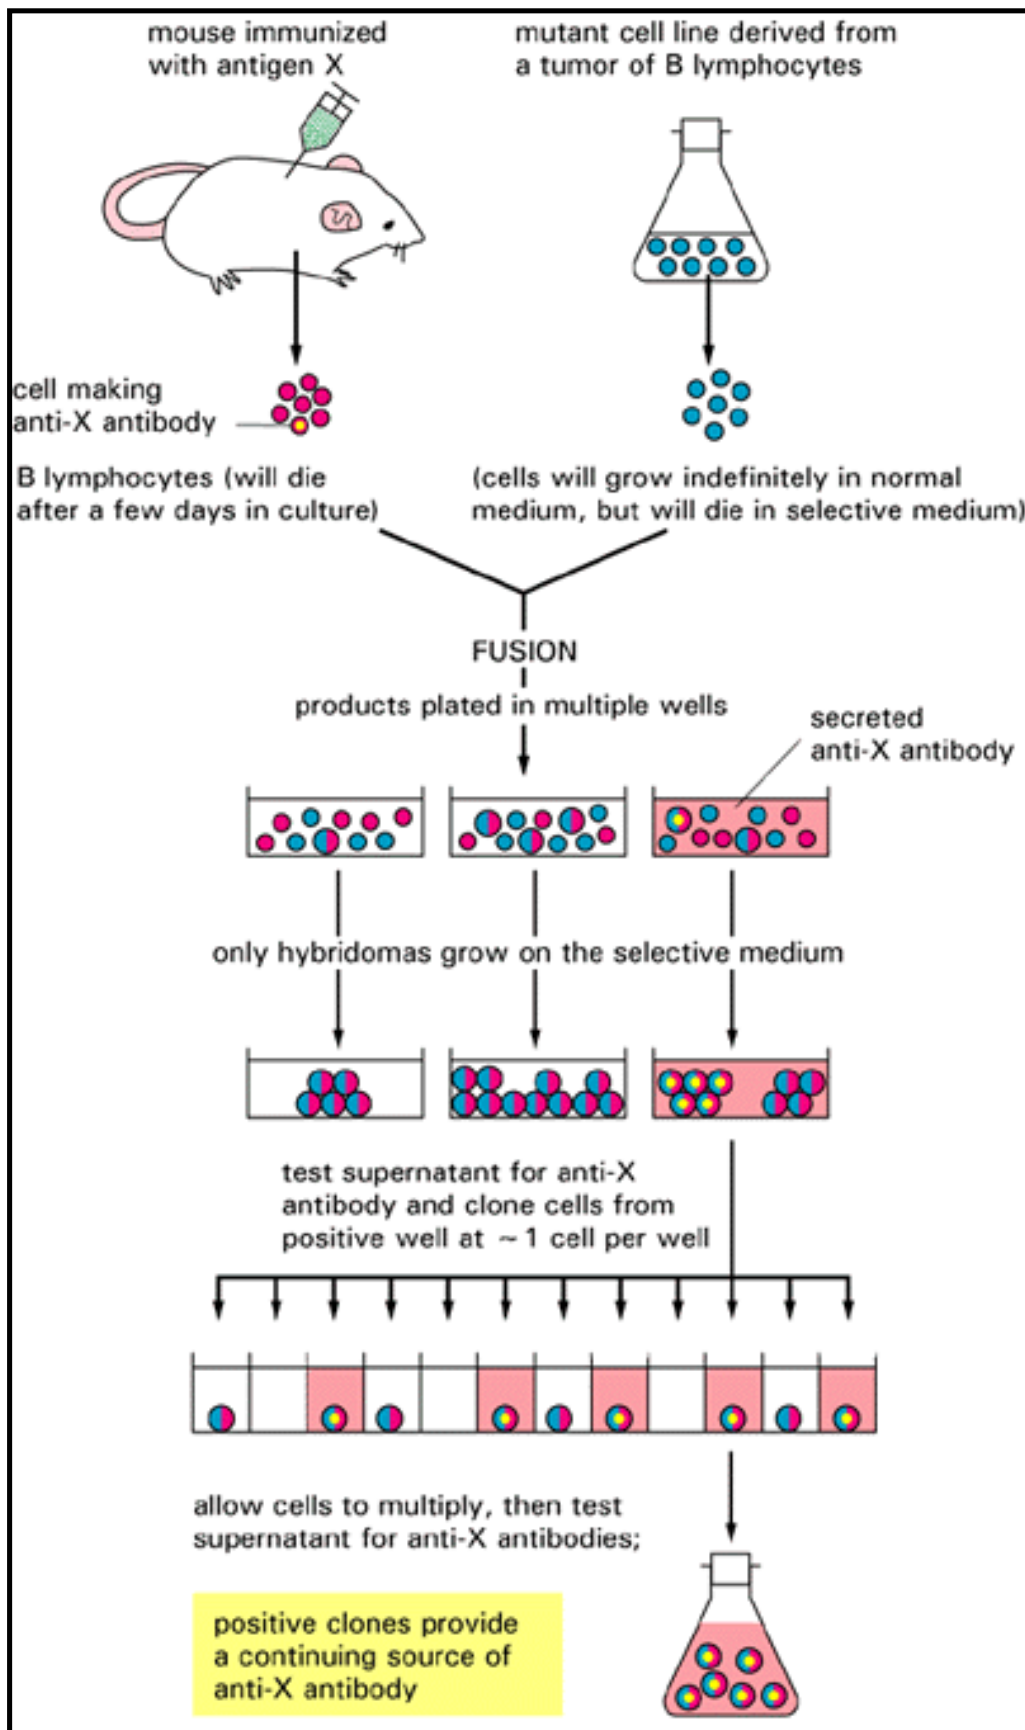 mouse immunized
with antigen X
mutant cell line derived from
a tumor of B lymphocytes
cell making
anti-X antibody
B lymphocytes (will die
after a few days in culture)
(cells will grow indefinitely in normal
medium, but will die in selective medium)
FUSION
products plated in multiple wells
secreted
anti-X antibody
only hybridomas grow on the selective medium
test supernatant for anti-X
antibody and clone cells from
positive well at ~ 1 cell per well
allow cells to multiply, then test
supernatant for anti-X antibodies;
positive clones provide
a continuing source of
anti-X antibody